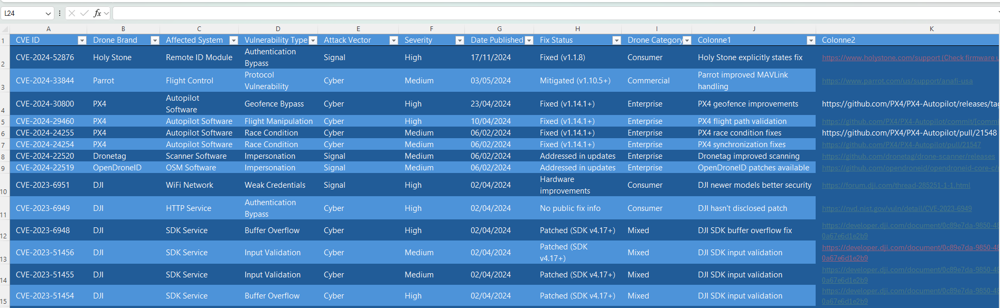 L24
fx
A B C D E F G H I J K
1 CVE ID Drone Brand Affected System Vulnerability Type Attack Vector Severity Date Published Fix Status Drone Category Colonne1 Colonne2
2 CVE-2024-52876 Holy Stone Remote ID Module Authentication Bypass Signal High 17/11/2024 Fixed (v1.1.8) Consumer Holy Stone explicitly states fix https://www.holystone.com/support (Check firmware u
3 CVE-2024-33844 Parrot Flight Control Protocol Vulnerability Cyber Medium 03/05/2024 Mitigated (v1.10.5+) Commercial Parrot improved MAVLink handling https://www.parrot.com/us/support/anafi-usa
4 CVE-2024-30800 PX4 Autopilot Software Geofence Bypass Cyber High 23/04/2024 Fixed (v1.14.1+) Enterprise PX4 geofence improvements https://github.com/PX4/PX4-Autopilot/releases/tag
5 CVE-2024-29460 PX4 Autopilot Software Flight Manipulation Cyber High 10/04/2024 Fixed (v1.14.1+) Enterprise PX4 flight path validation https://github.com/PX4/PX4-Autopilot/commit/[commi
6 CVE-2024-24255 PX4 Autopilot Software Race Condition Cyber Medium 06/02/2024 Fixed (v1.14.1+) Enterprise PX4 race condition fixes https://github.com/PX4/PX4-Autopilot/pull/21548
7 CVE-2024-24254 PX4 Autopilot Software Race Condition Cyber Medium 06/02/2024 Fixed (v1.14.1+) Enterprise PX4 synchronization fixes https://github.com/PX4/PX4-Autopilot/pull/21547
8 CVE-2024-22520 Dronetag Scanner Software Impersonation Signal Medium 06/02/2024 Addressed in updates Enterprise Dronetag improved scanning https://github.com/dronetag/drone-scanner/releases
9 CVE-2024-22519 OpenDroneID OSM Software Impersonation Signal Medium 06/02/2024 Addressed in updates Enterprise OpenDroneID patches available https://github.com/opendroneid/opendroneid-core-c/
10 CVE-2023-6951 DJI WiFi Network Weak Credentials Signal High 02/04/2024 Hardware improvements Consumer DJI newer models better security https://forum.dji.com/thread-285251-1-1.html
11 CVE-2023-6949 DJI HTTP Service Authentication Bypass Cyber High 02/04/2024 No public fix info Consumer DJI hasn't disclosed patch https://nvd.nist.gov/vuln/detail/CVE-2023-6949
12 CVE-2023-6948 DJI SDK Service Buffer Overflow Cyber High 02/04/2024 Patched (SDK v4.17+) Mixed DJI SDK buffer overflow fix https://developer.dji.com/document/0c89e7da-9850-48
0a67e6d1e2b9
13 CVE-2023-51456 DJI SDK Service Input Validation Cyber Medium 02/04/2024 Patched (SDK v4.17+) Mixed DJI SDK input validation https://developer.dji.com/document/0c89e7da-9850-48
0a67e6d1e2b9
14 CVE-2023-51455 DJI SDK Service Input Validation Cyber Medium 02/04/2024 Patched (SDK v4.17+) Mixed DJI SDK input validation https://developer.dji.com/document/0c89e7da-9850-48
0a67e6d1e2b9
15 CVE-2023-51454 DJI SDK Service Buffer Overflow Cyber High 02/04/2024 Patched (SDK v4.17+) Mixed DJI SDK input validation https://developer.dji.com/document/0c89e7da-9850-48
0a67e6d1e2b9